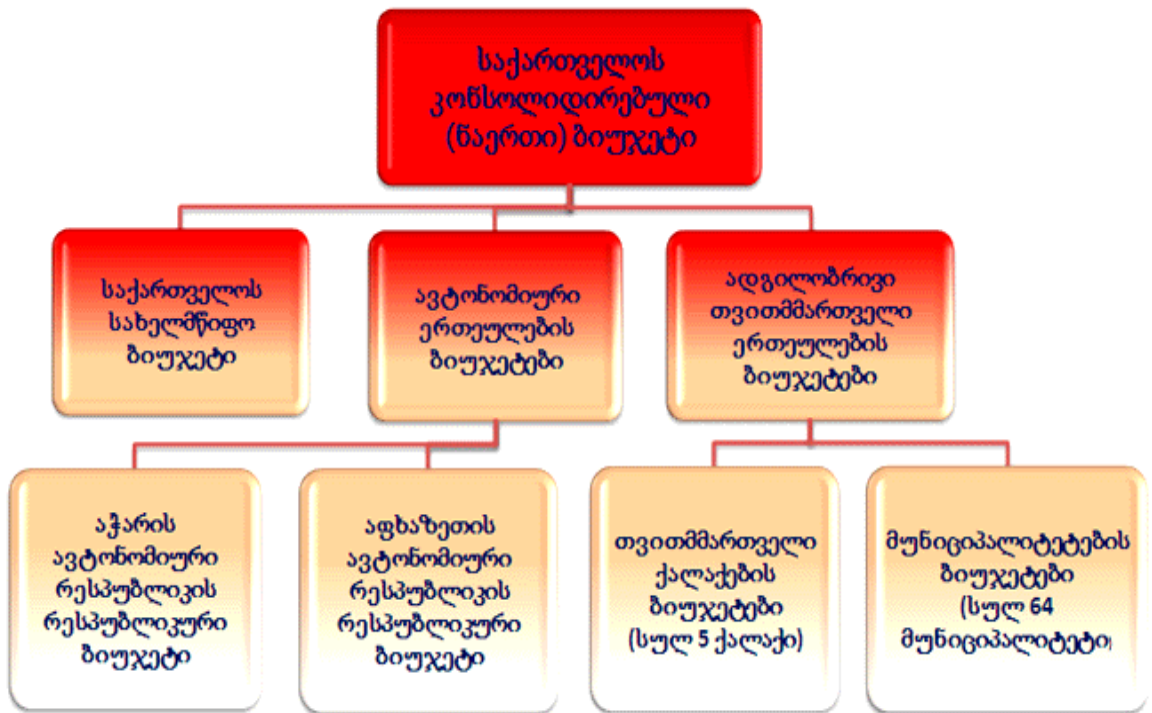 საქართველოს
კონსოლიდირებული
(ნაერთი) ბიუჯეტი
საქართველოს
სახელმწიფო
ბიუჯეტი
ავტონომიური
ერთეულების
ბიუჯეტები
ადგილობრივი
თვითმმართველი
ერთეულების
ბიუჯეტები
აჭარის
ავტონომიური
რესპუბლიკის
რესპუბლიკური
ბიუჯეტი
აფხაზეთის
ავტონომიური
რესპუბლიკის
რესპუბლიკური
ბიუჯეტი
თვითმმართველი
ქალაქების
ბიუჯეტები
(სულ 5 ქალაქი)
მუნიციპალიტეტების
ბიუჯეტები
(სულ 64
მუნიციპალიტეტი)